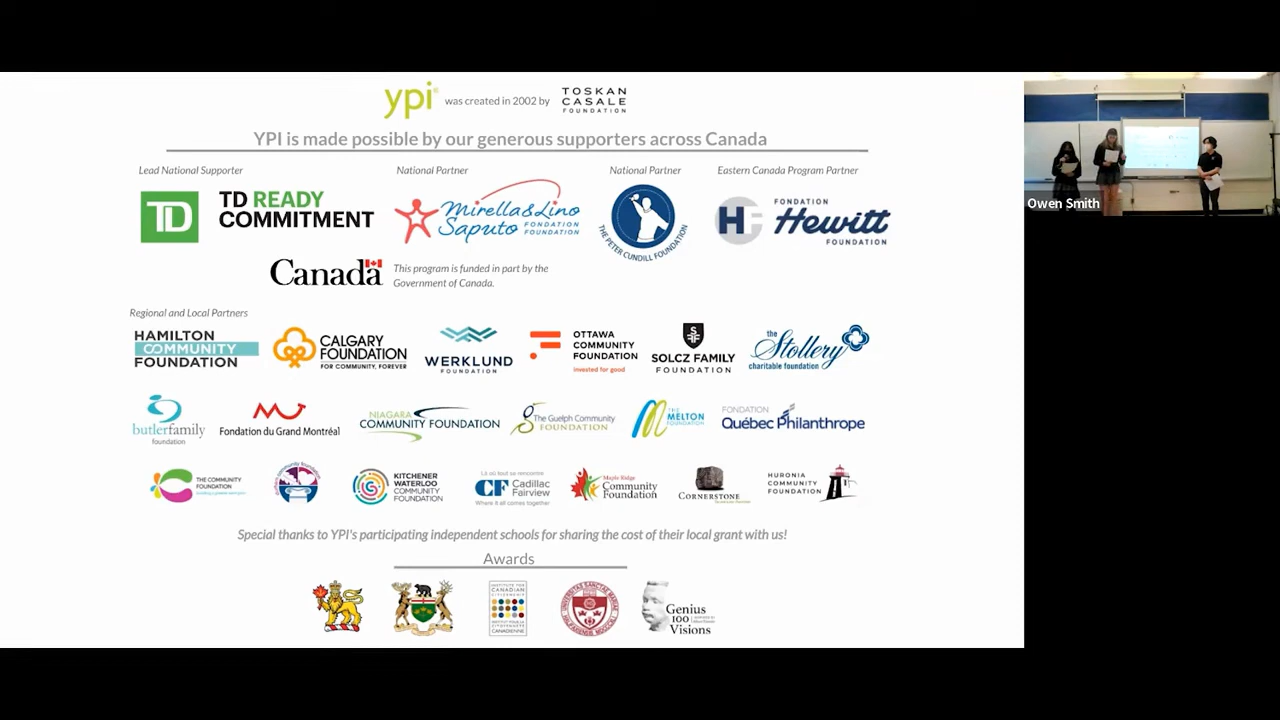 ypi® was created in 2002 by TOSKAN
CASALE
FOUNDATION
YPI is made possible by our generous supporters across Canada
Lead National Supporter
National Partner
National Partner
Eastern Canada Program Partner
TD
TD READY
COMMITMENT
Mirella & Lino
Saputo
FONDATION
FOUNDATION
THE PETER CUNDILL FOUNDATION
HF
FONDATION
Hewitt
FOUNDATION
Owen Smith
Canada
This program is funded in part by the
Government of Canada.
Regional and Local Partners
HAMILTON
COMMUNITY
FOUNDATION
CALGARY
FOUNDATION
FOR COMMUNITY, FOREVER
WERKLUND
FOUNDATION
OTTAWA
COMMUNITY
FOUNDATION
invested for good
SOLCZ FAMILY
FOUNDATION
the
Stollery
charitable foundation
butlerfamily
foundation
Fondation du Grand Montréal
NIAGARA
COMMUNITY FOUNDATION
The Guelph Community
FOUNDATION
THE
MELTON
FOUNDATION
FONDATION
Québec Philanthrope
THE COMMUNITY
FOUNDATION
KITCHENER
WATERLOO
COMMUNITY
FOUNDATION
Là où tout se rencontre
CF Cadillac
Fairview
Where it all comes together
Maple Ridge
Community
Foundation
CORNERSTONE
HURONIA
COMMUNITY
FOUNDATION
Special thanks to YPI's participating independent schools for sharing the cost of their local grant with us!
Awards
INSTITUTE FOR
CANADIAN
CITIZENSHIP
INSTITUT POUR LA
CITOYENNETÉ
CANADIENNE
Genius
100
Visions